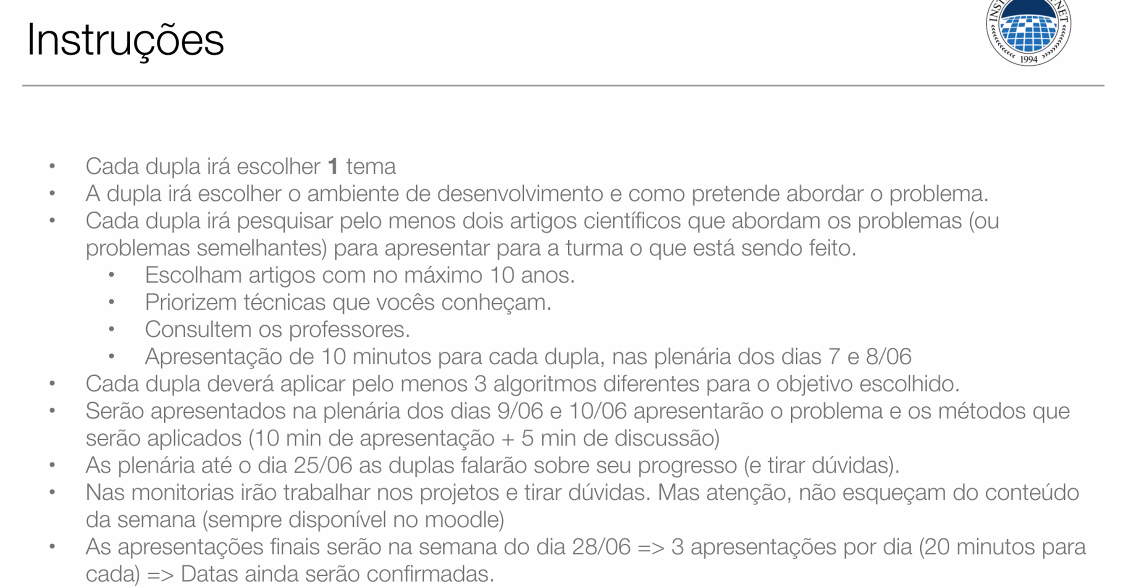 Instruções
1994
• Cada dupla irá escolher 1 tema
• A dupla irá escolher o ambiente de desenvolvimento e como pretende abordar o problema.
• Cada dupla irá pesquisar pelo menos dois artigos científicos que abordam os problemas (ou
problemas semelhantes) para apresentar para a turma o que está sendo feito.
• Escolham artigos com no máximo 10 anos.
• Priorizem técnicas que vocês conheçam.
• Consultem os professores.
• Apresentação de 10 minutos para cada dupla, nas plenária dos dias 7 e 8/06
• Cada dupla deverá aplicar pelo menos 3 algoritmos diferentes para o objetivo escolhido.
• Serão apresentados na plenária dos dias 9/06 e 10/06 apresentarão o problema e os métodos que
serão aplicados (10 min de apresentação + 5 min de discussão)
• As plenária até o dia 25/06 as duplas falarão sobre seu progresso (e tirar dúvidas).
• Nas monitorias irão trabalhar nos projetos e tirar dúvidas. Mas atenção, não esqueçam do conteúdo
da semana (sempre disponível no moodle)
• As apresentações finais serão na semana do dia 28/06 => 3 apresentações por dia (20 minutos para
cada) => Datas ainda serão confirmadas.